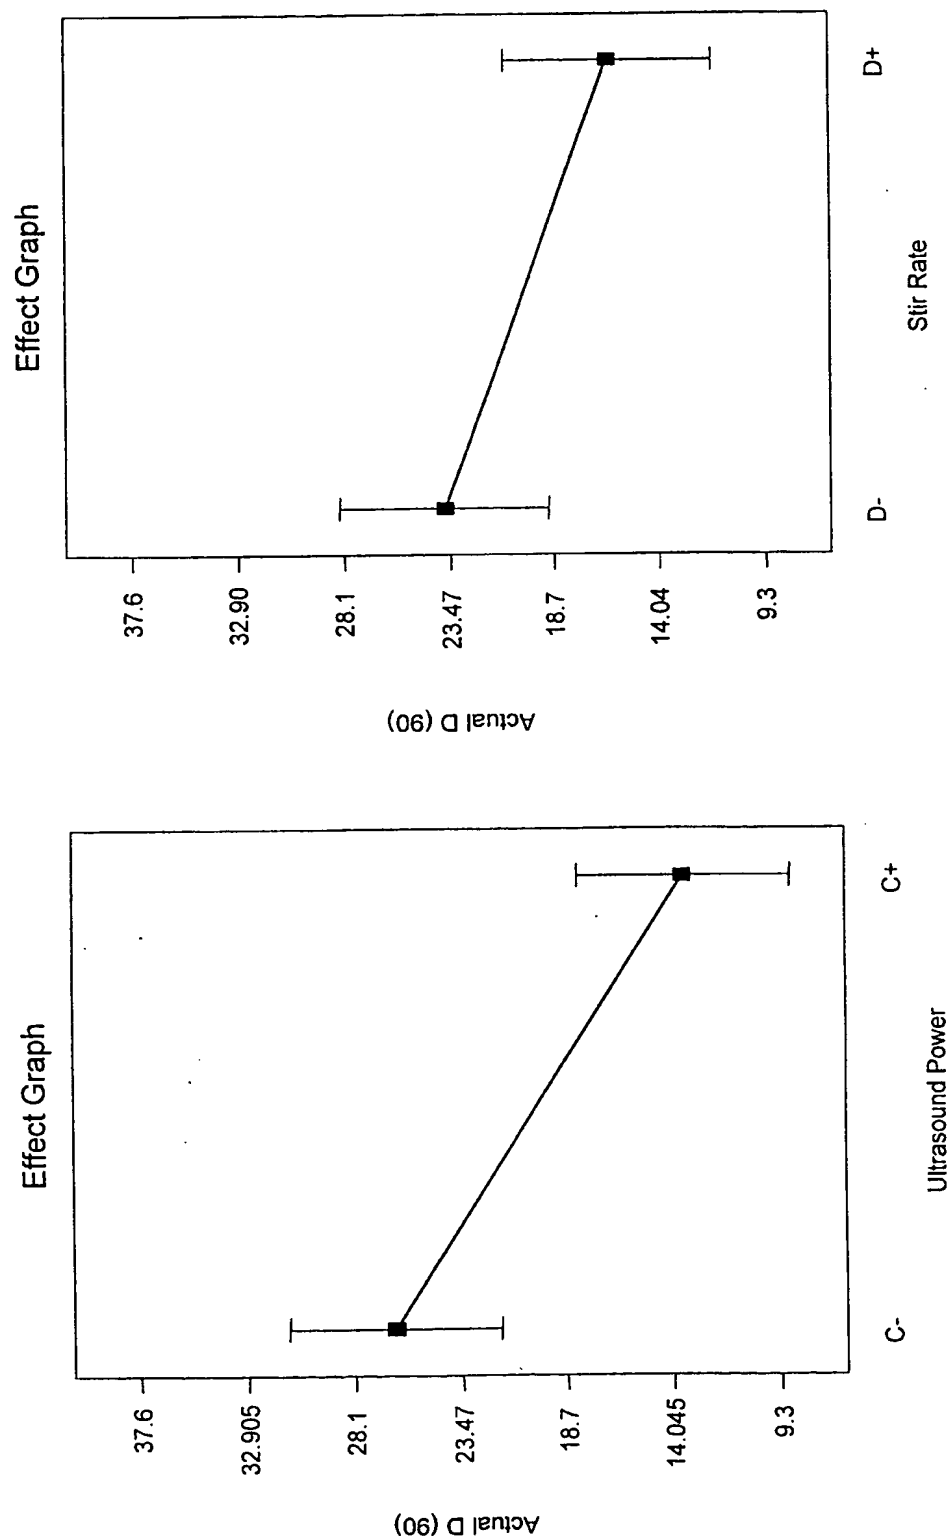 Effect Graph
37.6
32.905
28.1
23.47
18.7
14.045
9.3
Actual D (90)
C-
C+
Ultrasound Power
Effect Graph
37.6
32.90
28.1
23.47
18.7
14.04
9.3
Actual D (90)
D-
D+
Stir Rate